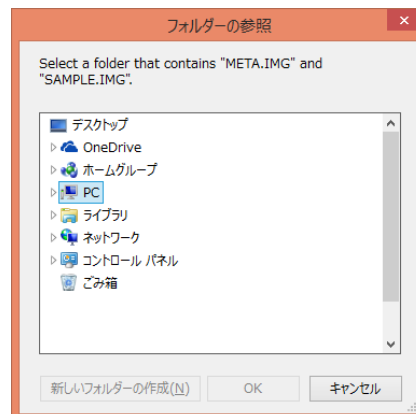 フォルダーの参照
Select a folder that contains "META.IMG" and
"SAMPLE.IMG".
デスクトップ
OneDrive
ホームグループ
PC
ライブラリ
ネットワーク
コントロール パネル
ごみ箱
新しいフォルダーの作成(N)
OK
キャンセル